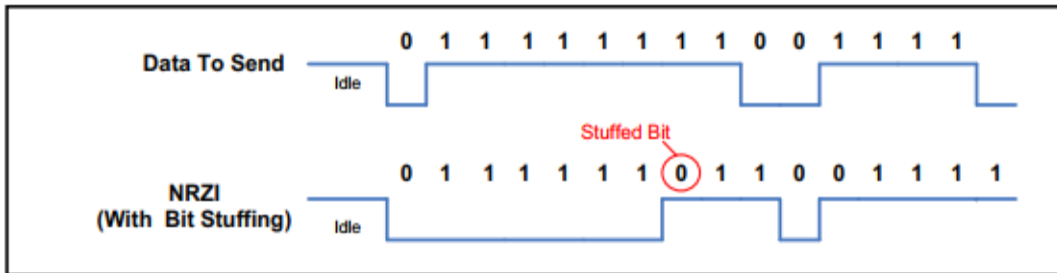 0 1 1 1 1 1 1 1 1 0 0 1 1 1 1
Data To Send
Idle
Stuffed Bit
0 1 1 1 1 1 1 0 1 1 0 0 1 1 1 1
NRZI
(With Bit Stuffing)
Idle